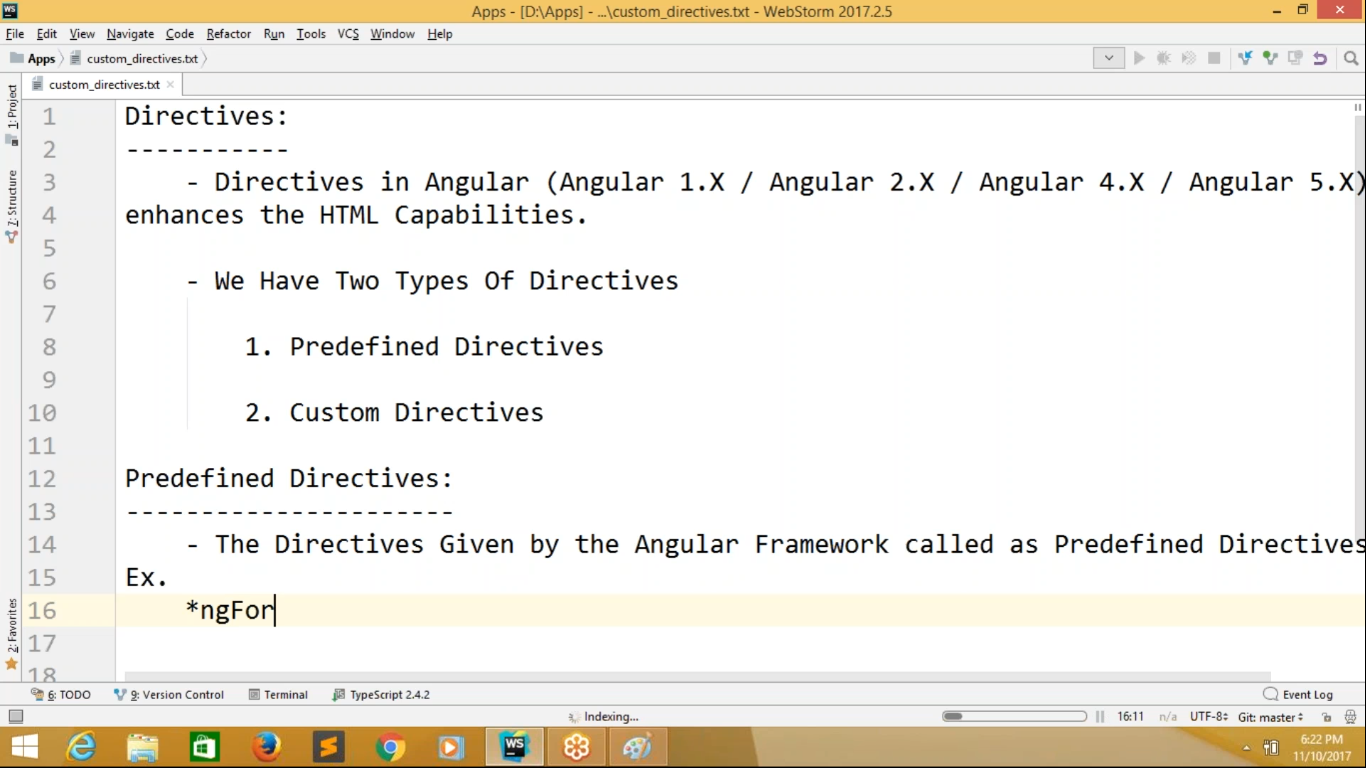 Apps - [D:\Apps] - ...\custom_directives.txt - WebStorm 2017.2.5
File Edit View Navigate Code Refactor Run Tools VCS Window Help
Apps custom_directives.txt
custom_directives.txt
1: Project
7: Structure
2: Favorites
1 Directives:
2 -----------
3 - Directives in Angular (Angular 1.X / Angular 2.X / Angular 4.X / Angular 5.X)
4 enhances the HTML Capabilities.
5
6 - We Have Two Types Of Directives
7
8 1. Predefined Directives
9
10 2. Custom Directives
11
12 Predefined Directives:
13 ----------------------
14 - The Directives Given by the Angular Framework called as Predefined Directives
15 Ex.
16 *ngFor
17
18
6: TODO 9: Version Control Terminal TypeScript 2.4.2 Event Log
Indexing... 16:11 n/a UTF-8 Git: master
WS
6:22 PM
11/10/2017